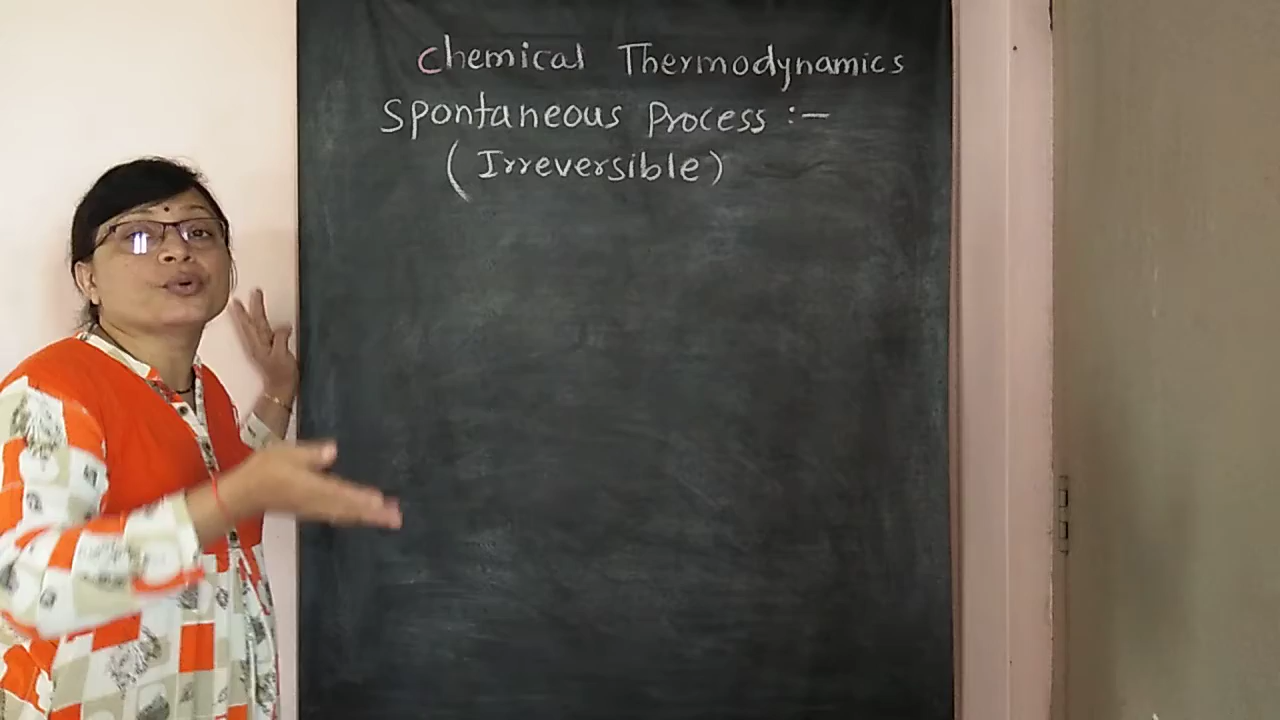 Chemical Thermodynamics
Spontaneous Process :-
(Irreversible)